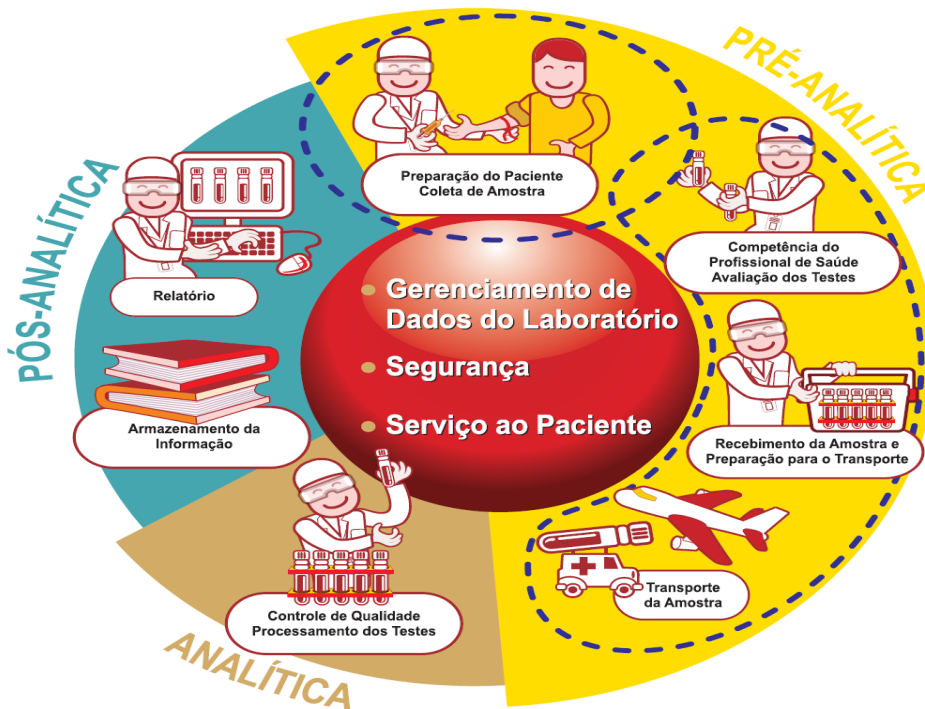 PRÉ-ANALÍTICA
Preparação do Paciente
Coleta de Amostra
Competência do
Profissional de Saúde
Avaliação dos Testes
Recebimento da Amostra e
Preparação para o Transporte
Transporte
da Amostra
ANALÍTICA
Controle de Qualidade
Processamento dos Testes
PÓS-ANALÍTICA
Relatório
Armazenamento da
Informação
Gerenciamento de
Dados do Laboratório
Segurança
Serviço ao Paciente